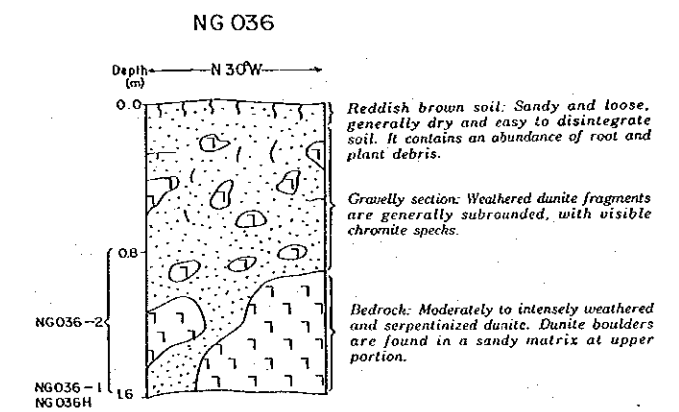 NG 036
Depth N 30°W
(m)
0.0
Reddish brown soil: Sandy and loose,
generally dry and easy to disintegrate
soil. It contains an abundance of root and
plant debris.
Gravelly section: Weathered dunite fragments
are generally subrounded, with visible
chromite specks.
0.8
NG036-2
Bedrock: Moderately to intensely weathered
and serpentinized dunite. Dunite boulders
are found in a sandy matrix at upper
portion.
NG036-1 1.6
NG036H